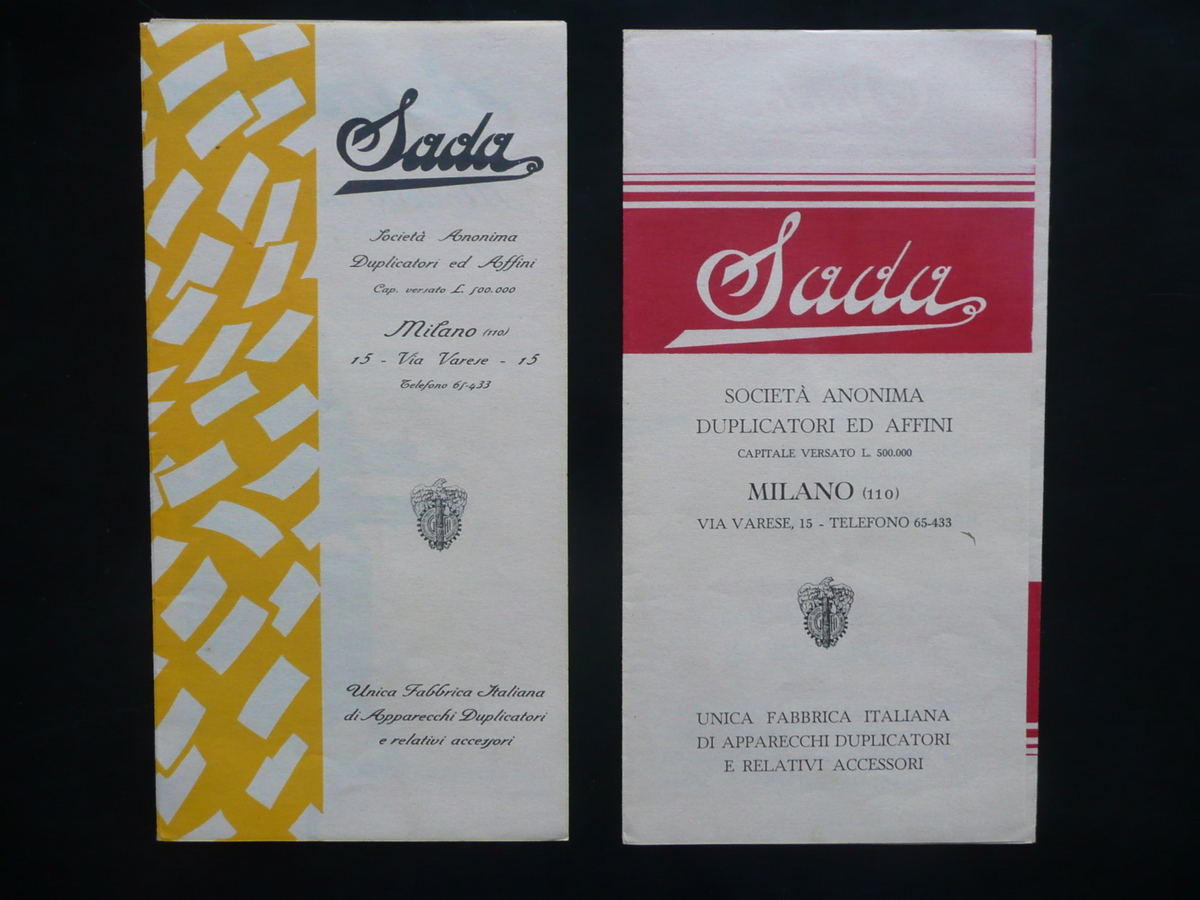 Sada
Società Anonima
Duplicatori ed Affini
Cap. versato L. 500.000
Milano (110)
15 - Via Varese - 15
Telefono 65-433
Unica Fabbrica Italiana
di Apparecchi Duplicatori
e relativi accessori
Sada
SOCIETÀ ANONIMA
DUPLICATORI ED AFFINI
CAPITALE VERSATO L. 500.000
MILANO (110)
VIA VARESE, 15 - TELEFONO 65-433
UNICA FABBRICA ITALIANA
DI APPARECCHI DUPLICATORI
E RELATIVI ACCESSORI